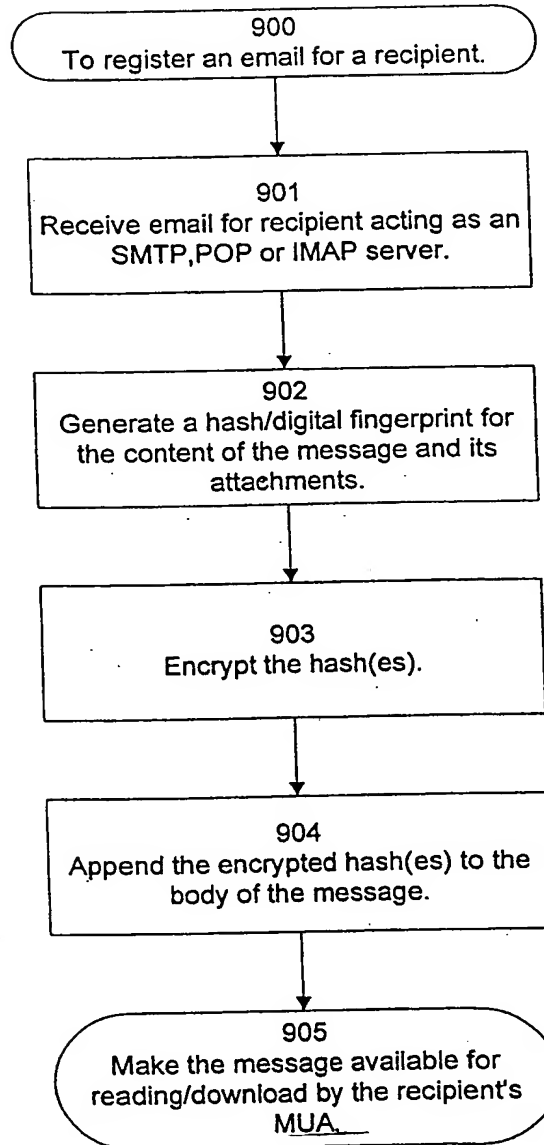 900
To register an email for a recipient.
901
Receive email for recipient acting as an
SMTP,POP or IMAP server.
902
Generate a hash/digital fingerprint for
the content of the message and its
attachments.
903
Encrypt the hash(es).
904
Append the encrypted hash(es) to the
body of the message.
905
Make the message available for
reading/download by the recipient's
MUA.